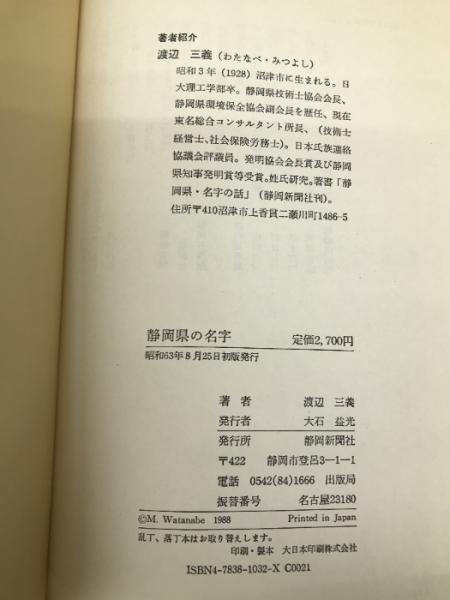 著者紹介
渡辺　三義（わたなべ・みつよし）
昭和３年（1928）沼津市に生まれる。日
大理工学部卒。静岡県技術士協会会長、
静岡県環境保全協会副会長を歴任、現在
東名総合コンサルタント所長、（技術士
経営士、社会保険労務士）。日本氏族連絡
協議会評議員。発明協会会長賞及び静岡
県知事発明賞等受賞。姓氏研究。著書「静
岡県・名字の話」（静岡新聞社刊）。
住所〒410沼津市上香貫二瀬川町1486-5
静岡県の名字　定価2,700円
昭和63年８月25日初版発行
著者　渡辺　三義
発行者　大石　益光
発行所　静岡新聞社
〒422　静岡市登呂3―1―1
電話　0542(84)1666　出版局
振替番号　名古屋23180
©M. Watanabe 1988　Printed in Japan
乱丁、落丁本はお取り替えします。
印刷・製本　大日本印刷株式会社
ISBN4-7838-1032-X C0021